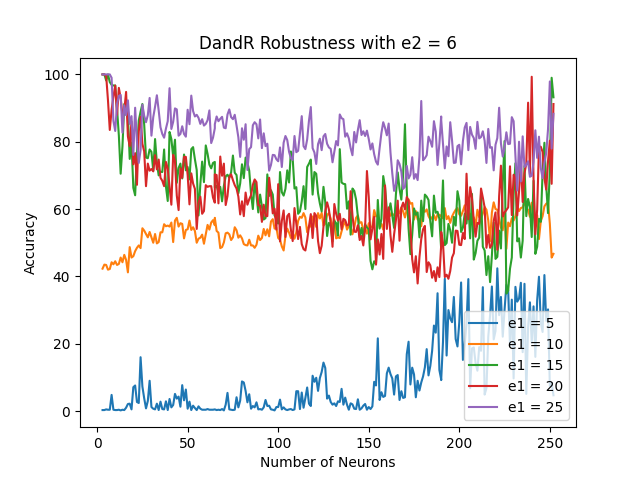 DandR Robustness with e2 = 6
100
80
60
40
20
0
Accuracy
0 50 100 150 200 250
Number of Neurons
e1 = 5
e1 = 10
e1 = 15
e1 = 20
e1 = 25